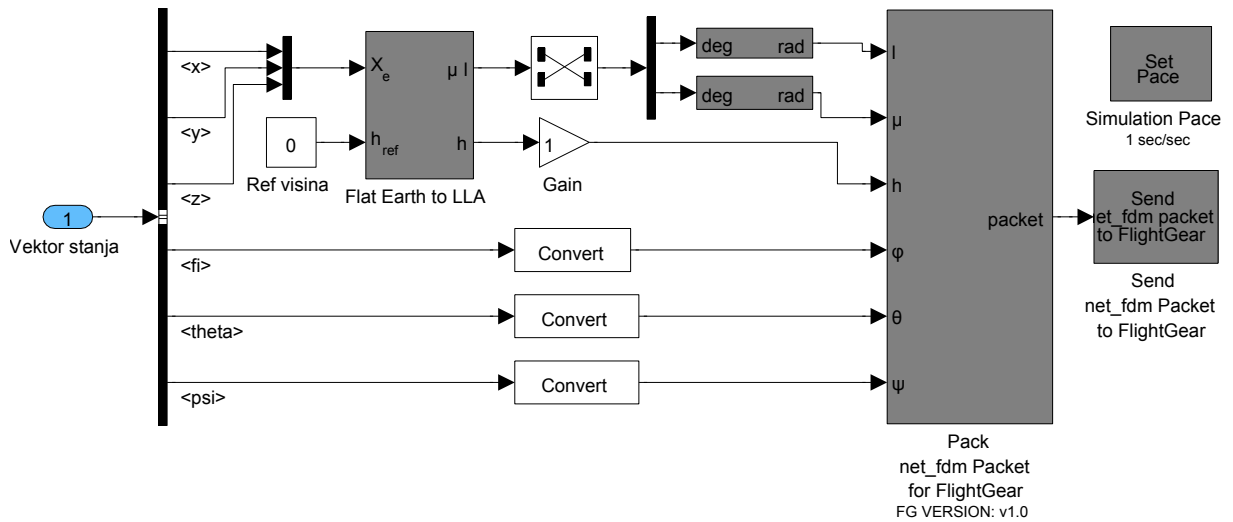 <x>
<y>
<z>
<fi>
<theta>
<psi>
1
Vektor stanja
0
Ref visina
X_e
h_ref
µ l
h
Flat Earth to LLA
1
Gain
deg rad
deg rad
Convert
Convert
Convert
l
µ
h
φ
θ
ψ
packet
Pack
net_fdm Packet
for FlightGear
FG VERSION: v1.0
Set
Pace
Simulation Pace
1 sec/sec
Send
et_fdm packet
to FlightGear
Send
net_fdm Packet
to FlightGear